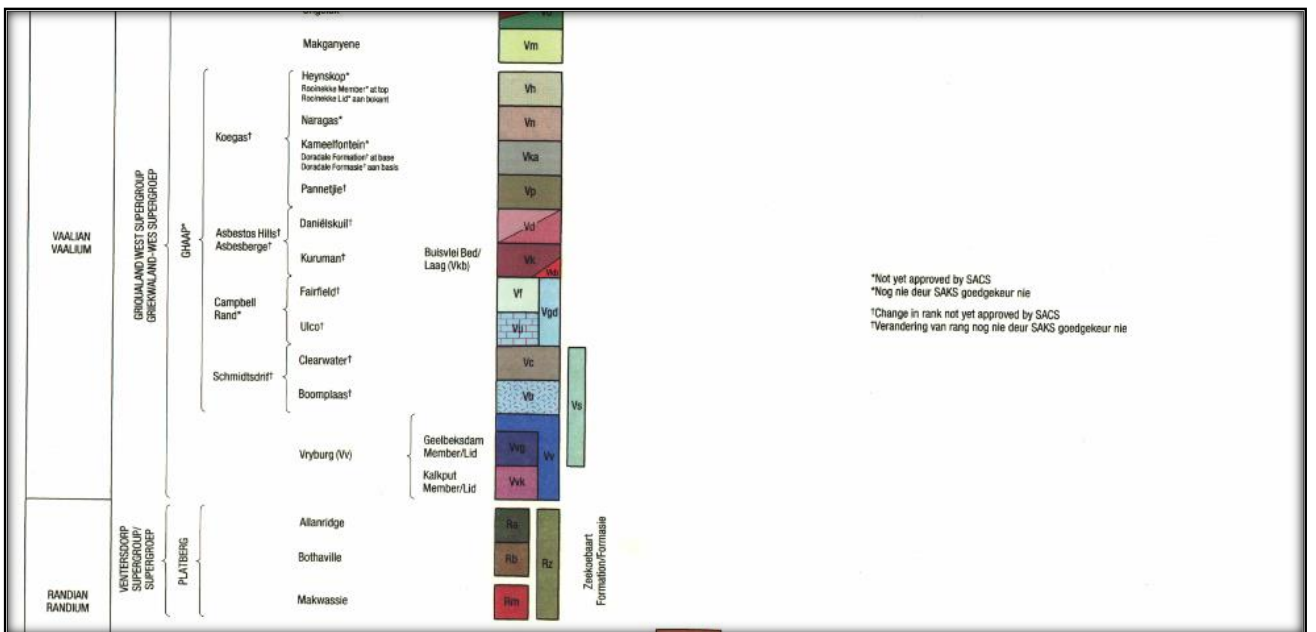 Makganyene
Vm
Heynskop*
Rooinekke Member* at top
Rooinekke Lid* aan bokant
Vh
Naragas*
Vn
Koegas†
Kameelfontein*
Doradale Formation† at base
Doradale Formasie† aan basis
Vka
Pannetjie†
Vp
VAALIAN
VAALIUM
GRIQUALAND WEST SUPERGROUP
GRIEKWALAND-WES SUPERGROEP
GHAAP*
Asbestos Hills†
Asbesberge†
Daniëlskuil†
Vd
Kuruman†
Buisvlei Bed/
Laag (Vkb)
Vk
Vkb
Campbell
Rand*
Fairfield†
Vf
Vgd
Ulco†
Vu
*Not yet approved by SACS
*Nog nie deur SAKS goedgekeur nie
†Change in rank not yet approved by SACS
†Verandering van rang nog nie deur SAKS goedgekeur nie
Schmidtsdrif†
Clearwater†
Vc
Boomplaas†
Vb
Vs
Vryburg (Vv)
Geelbeksdam
Member/Lid
Vvg
Vv
Kalkput
Member/Lid
Vvk
RANDIAN
RANDIUM
VENTERSDORP
SUPERGROUP/
SUPERGROEP
PLATBERG
Allanridge
Ra
Bothaville
Rb
Rz
Makwassie
Rm
Zeekoebaart
Formation/Formasie